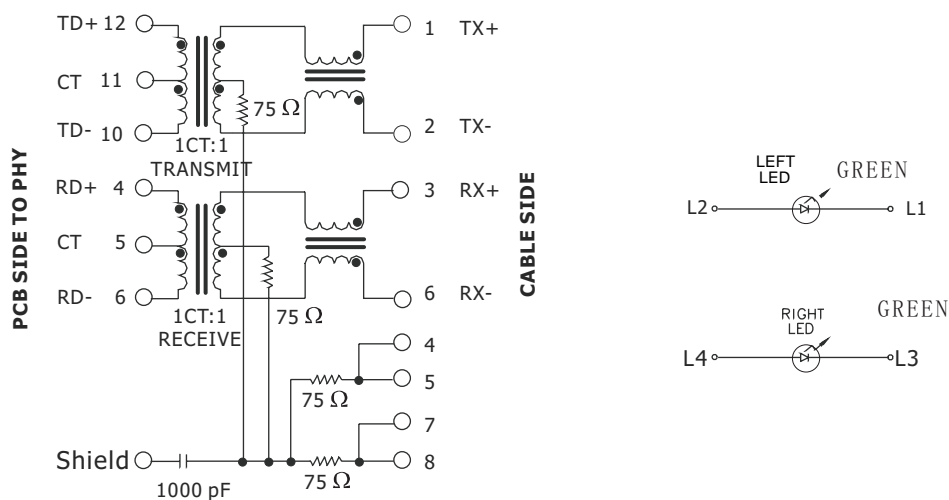 PCB SIDE TO PHY
TD+ 12
CT 11
TD- 10
1CT:1
TRANSMIT
75 Ω
1 TX+
2 TX-
RD+ 4
CT 5
RD- 6
1CT:1
RECEIVE
75 Ω
3 RX+
6 RX-
4
5
75 Ω
7
8
75 Ω
Shield
1000 pF
CABLE SIDE
LEFT
LED
GREEN
L2
L1
RIGHT
LED
GREEN
L4
L3